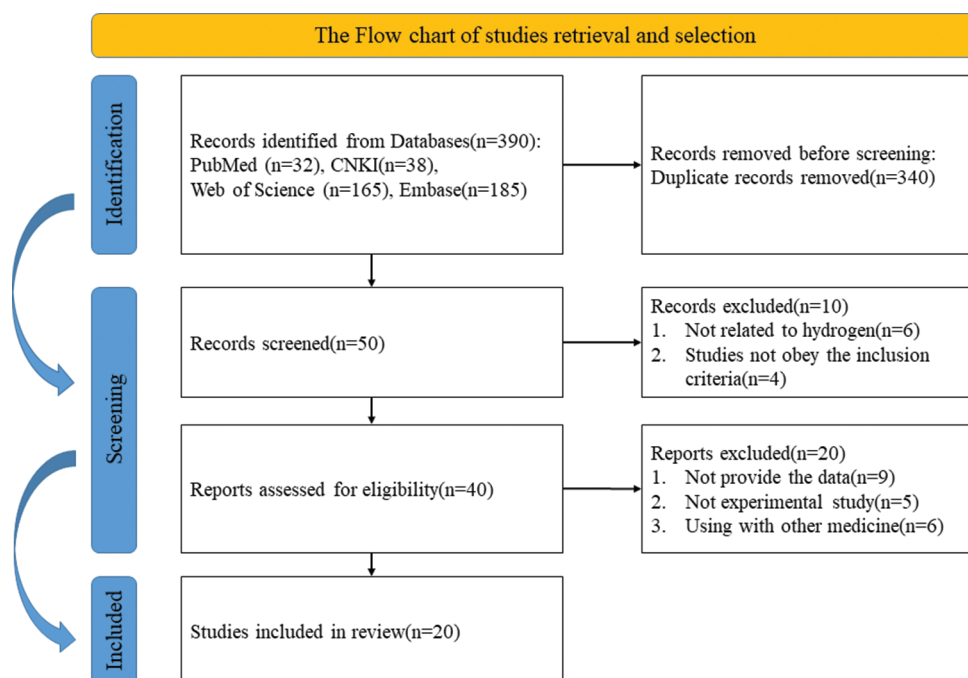 The Flow chart of studies retrieval and selection
Identification
Records identified from Databases(n=390):
PubMed (n=32), CNKI(n=38),
Web of Science (n=165), Embase(n=185)
Records removed before screening:
Duplicate records removed(n=340)
Screening
Records screened(n=50)
Records excluded(n=10)
1. Not related to hydrogen(n=6)
2. Studies not obey the inclusion
criteria(n=4)
Reports assessed for eligibility(n=40)
Reports excluded(n=20)
1. Not provide the data(n=9)
2. Not experimental study(n=5)
3. Using with other medicine(n=6)
Included
Studies included in review(n=20)